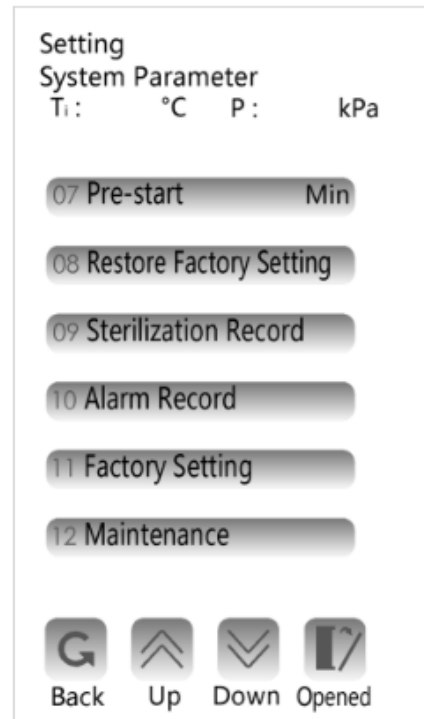 Setting
System Parameter
Ti : °C P : kPa
07 Pre-start Min
08 Restore Factory Setting
09 Sterilization Record
10 Alarm Record
11 Factory Setting
12 Maintenance
Back Up Down Opened